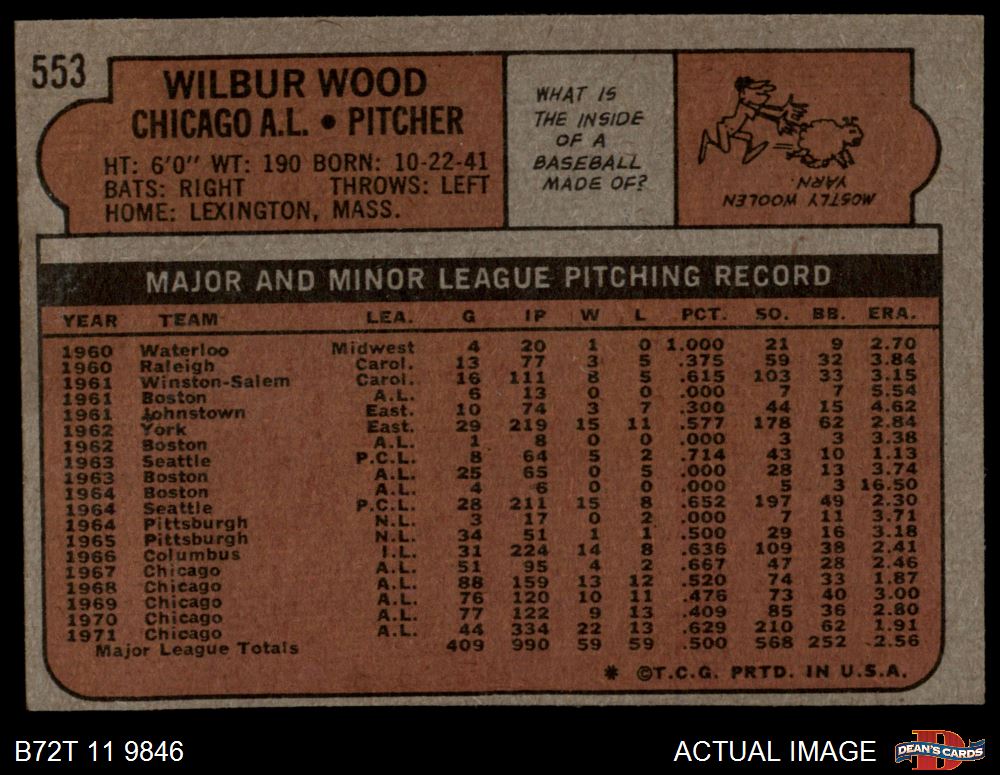 553
WILBUR WOOD
CHICAGO A.L. • PITCHER
HT: 6'0" WT: 190 BORN: 10-22-41
BATS: RIGHT THROWS: LEFT
HOME: LEXINGTON, MASS.
WHAT IS
THE INSIDE
OF A
BASEBALL
MADE OF?
MOSTLY WOOLEN
YARN.
MAJOR AND MINOR LEAGUE PITCHING RECORD
YEAR TEAM LEA. G IP W L PCT. SO. BB. ERA.
1960 Waterloo Midwest 4 20 1 0 1.000 21 9 2.70
1960 Raleigh Carol. 13 77 3 5 .375 59 32 3.84
1961 Winston-Salem Carol. 16 111 8 5 .615 103 33 3.15
1961 Boston A.L. 6 13 0 0 .000 7 7 5.54
1961 Johnstown East. 10 74 3 7 .300 44 15 4.62
1962 York East. 29 219 15 11 .577 178 62 2.84
1962 Boston A.L. 1 8 0 0 .000 3 3 3.38
1963 Seattle P.C.L. 8 64 5 2 .714 43 10 1.13
1963 Boston A.L. 25 65 0 5 .000 28 13 3.74
1964 Boston A.L. 4 6 0 0 .000 5 3 16.50
1964 Seattle P.C.L. 28 211 15 8 .652 197 49 2.30
1964 Pittsburgh N.L. 3 17 0 2 .000 7 11 3.71
1965 Pittsburgh N.L. 34 51 1 1 .500 29 16 3.18
1966 Columbus I.L. 31 224 14 8 .636 109 38 2.41
1967 Chicago A.L. 51 95 4 2 .667 47 28 2.46
1968 Chicago A.L. 88 159 13 12 .520 74 33 1.87
1969 Chicago A.L. 76 120 10 11 .476 73 40 3.00
1970 Chicago A.L. 77 122 9 13 .409 85 36 2.80
1971 Chicago A.L. 44 334 22 13 .629 210 62 1.91
Major League Totals 409 990 59 59 .500 568 252 2.56
* ©T.C.G. PRTD. IN U.S.A.
B72T 11 9846
ACTUAL IMAGE
D
DEAN'S CARDS